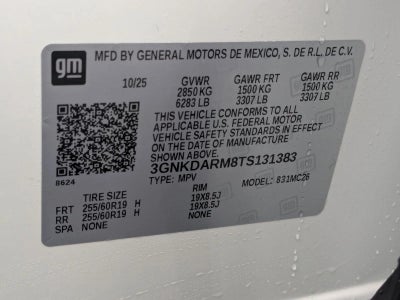 gm
MFD BY GENERAL MOTORS DE MEXICO, S. DE R.L. DE C.V.
10/25 GVWR GAWR FRT GAWR RR
2850 KG 1500 KG 1500 KG
6283 LB 3307 LB 3307 LB
THIS VEHICLE CONFORMS TO ALL
APPLICABLE U.S. FEDERAL MOTOR
VEHICLE SAFETY STANDARDS IN EFFECT
ON THE DATE OF MANUFACTURE
SHOWN ABOVE.
3GNKDARM8TS131383
8624 TYPE: MPV MODEL: 831MC26
TIRE SIZE RIM
FRT 255/60R19 H 19X8.5J
RR 255/60R19 H 19X8.5J
SPA NONE NONE